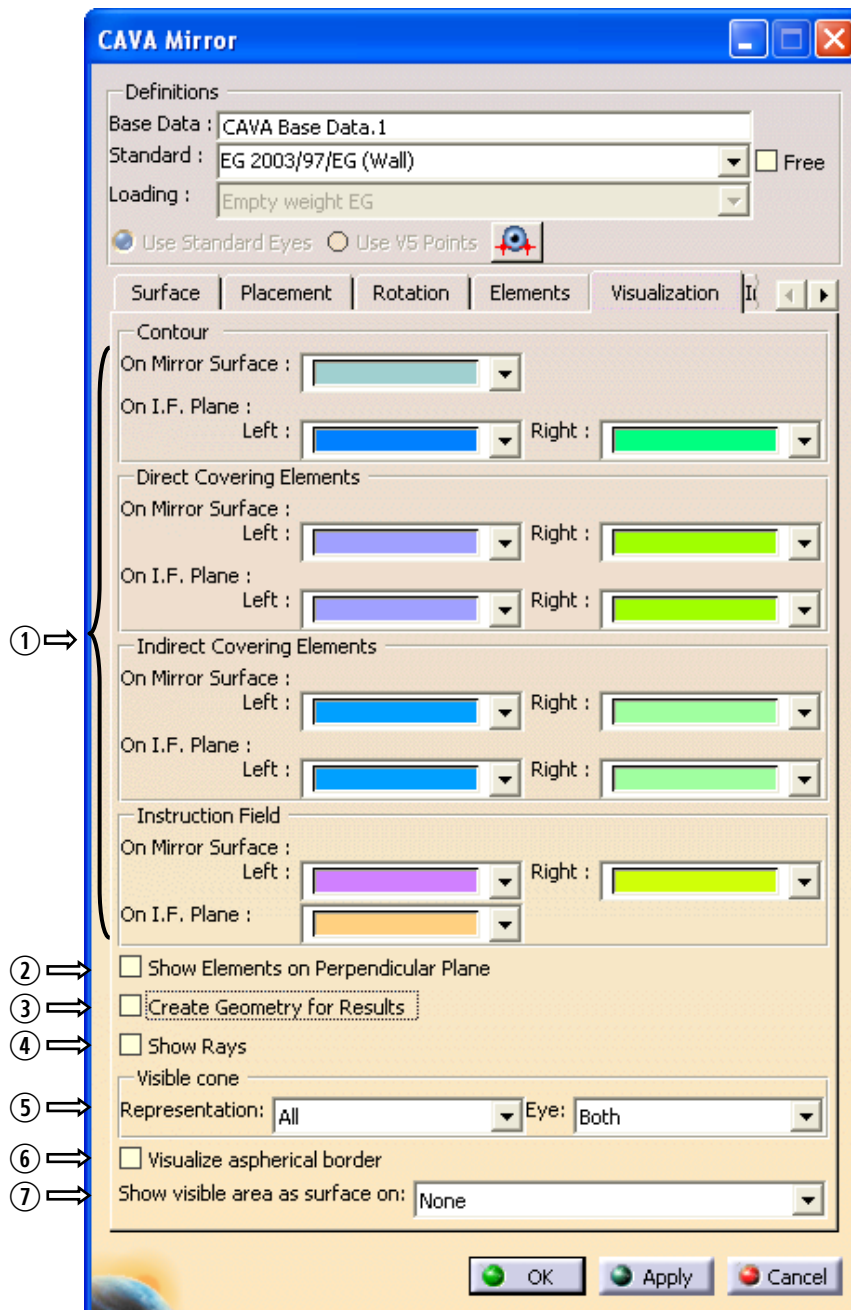 CAVA Mirror
Definitions
Base Data : CAVA Base Data.1
Standard : EG 2003/97/EG (Wall) Free
Loading : Empty weight EG
Use Standard Eyes Use V5 Points
Surface Placement Rotation Elements Visualization
Contour
On Mirror Surface :
On I.F. Plane :
Left : Right :
Direct Covering Elements
On Mirror Surface :
Left : Right :
On I.F. Plane :
Left : Right :
① Indirect Covering Elements
On Mirror Surface :
Left : Right :
On I.F. Plane :
Left : Right :
Instruction Field
On Mirror Surface :
Left : Right :
On I.F. Plane :
② Show Elements on Perpendicular Plane
③ Create Geometry for Results
④ Show Rays
Visible cone
⑤ Representation: All Eye: Both
⑥ Visualize aspherical border
⑦ Show visible area as surface on: None
OK Apply Cancel